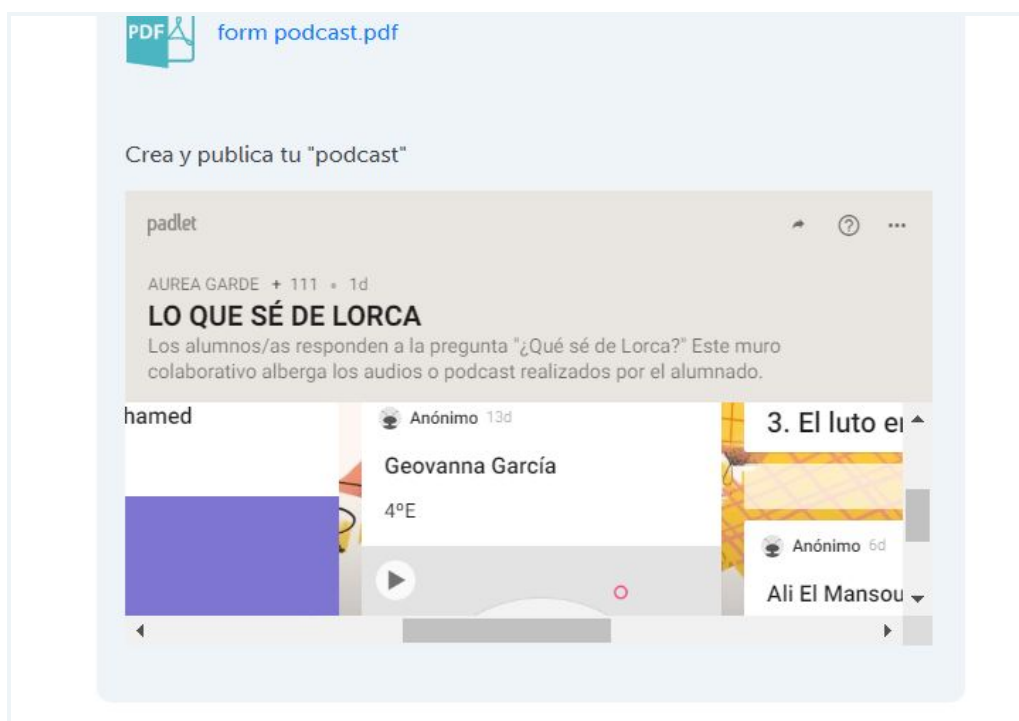 PDF
form podcast.pdf
Crea y publica tu "podcast"
padlet
AUREA GARDE + 111 • 1d
LO QUE SÉ DE LORCA
Los alumnos/as responden a la pregunta "¿Qué sé de Lorca?" Este muro
colaborativo alberga los audios o podcast realizados por el alumnado.
hamed
Anónimo 13d
Geovanna García
4ºE
3. El luto e
Anónimo 6d
Ali El Mansou